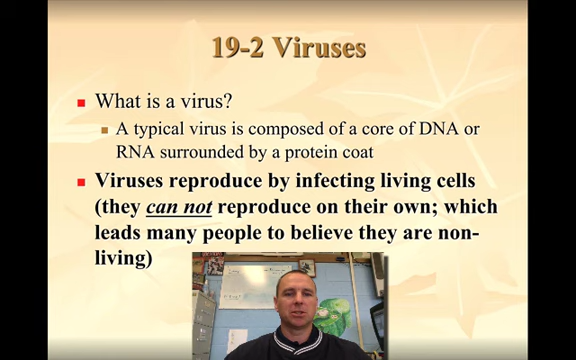 19-2 Viruses
What is a virus?
A typical virus is composed of a core of DNA or
RNA surrounded by a protein coat
Viruses reproduce by infecting living cells
(they can not reproduce on their own; which
leads many people to believe they are non-
living)